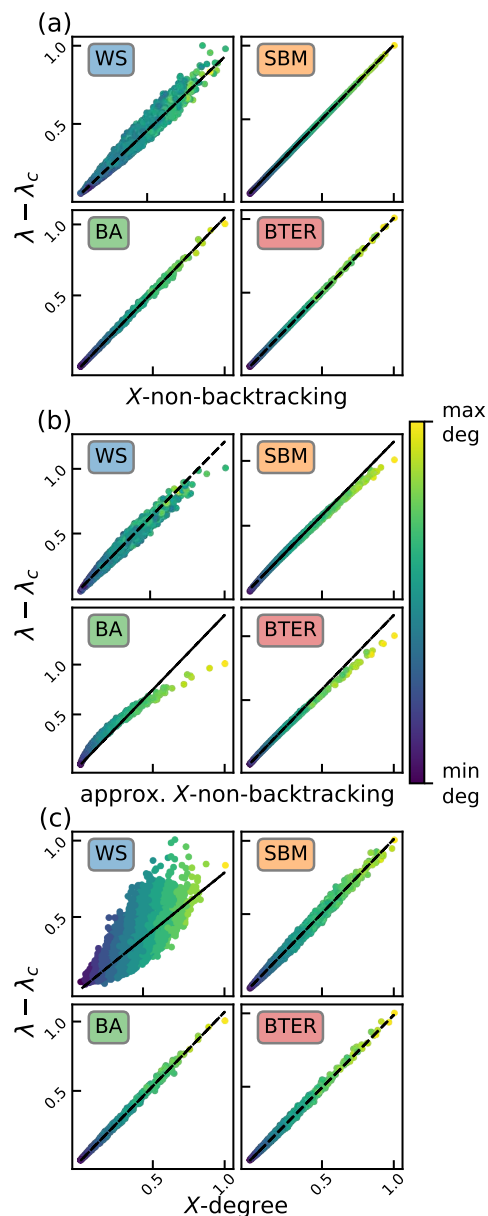 (a)
1.0
WS
SBM
0.5
λ − λc
BA
BTER
0.5
1.0
X-non-backtracking
(b)
max
deg
WS
SBM
1.0
0.5
λ − λc
BA
BTER
1.0
0.5
min
deg
approx. X-non-backtracking
(c)
1.0
WS
SBM
0.5
λ − λc
BA
BTER
1.0
0.5
0.5
1.0
0.5
1.0
X-degree